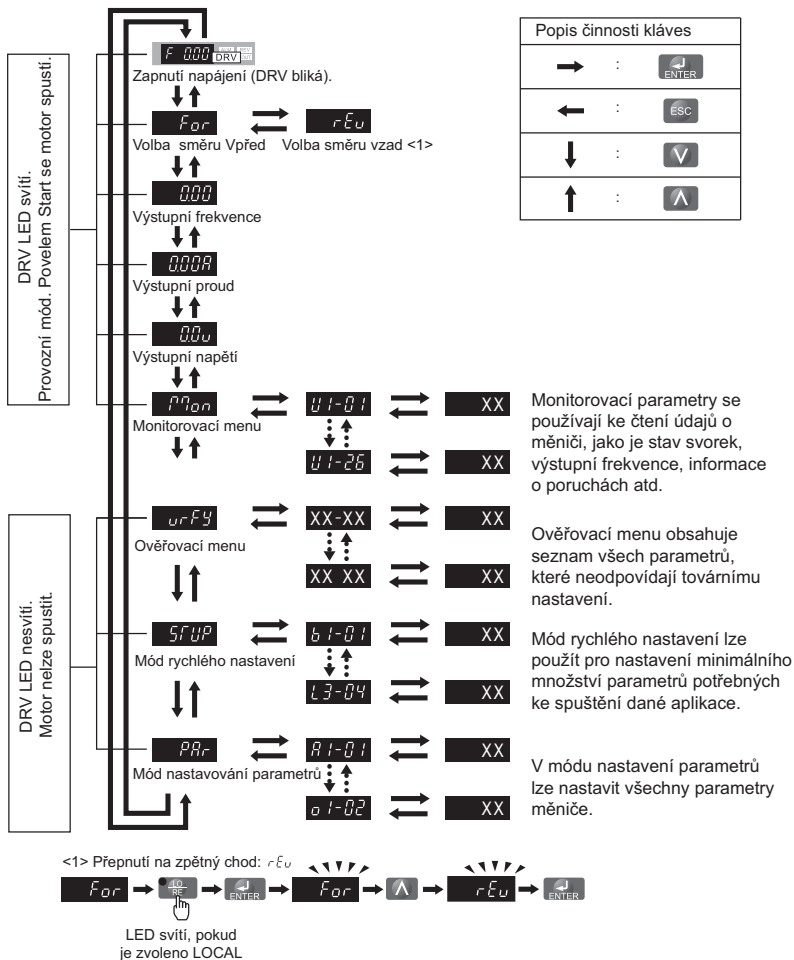 Popis činnosti kláves
: ENTER
: ESC
: V
: Λ
DRV LED svítí.
Provozní mód. Povelem Start se motor spustí.
F 0.00 DRV
Zapnutí napájení (DRV bliká).
For rEv
Volba směru Vpřed Volba směru vzad <1>
0.00
Výstupní frekvence
0.00A
Výstupní proud
0.0v
Výstupní napětí
Mon U1-01 XX
Monitorovací menu
U1-26 XX
Monitorovací parametry se
používají ke čtení údajů o
měniči, jako je stav svorek,
výstupní frekvence, informace
o poruchách atd.
DRV LED nesvítí.
Motor nelze spustit.
vrFY XX-XX XX
Ověřovací menu
XX XX XX
Ověřovací menu obsahuje
seznam všech parametrů,
které neodpovídají továrnímu
nastavení.
STUP b1-01 XX
Mód rychlého nastavení
L3-04 XX
Mód rychlého nastavení lze
použít pro nastavení minimálního
množství parametrů potřebných
ke spuštění dané aplikace.
PAr A1-01 XX
Mód nastavování parametrů
o1-02 XX
V módu nastavení parametrů
lze nastavit všechny parametry
měniče.
<1> Přepnutí na zpětný chod: rEv
For LO RE ENTER For Λ rEv ENTER
LED svítí, pokud
je zvoleno LOCAL